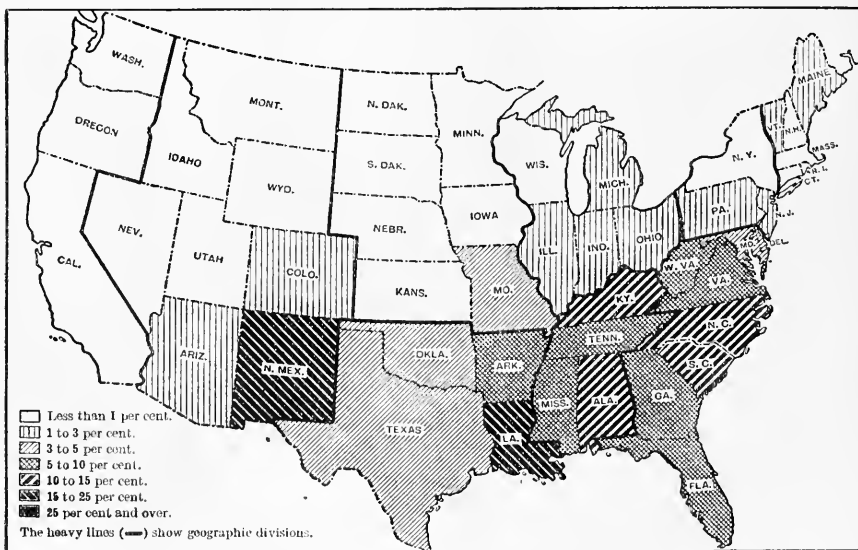 WASH.
MONT.
N. DAK.
MINN.
MAINE
OREGON
IDAHO
S. DAK.
WIS.
MICH.
VT.
N.H.
N. Y.
MASS.
R. I.
CT.
WYO.
NEBR.
IOWA
PA.
N. J.
NEV.
UTAH
COLO.
ILL.
IND.
OHIO
MD.
DEL.
W. VA.
VA.
CAL.
KANS.
MO.
KY.
N. C.
ARIZ.
N. MEX.
OKLA.
ARK.
TENN.
S. C.
TEXAS
LA.
MISS.
ALA.
GA.
FLA.
Less than 1 per cent.
1 to 3 per cent.
3 to 5 per cent.
5 to 10 per cent.
10 to 15 per cent.
15 to 25 per cent.
25 per cent and over.
The heavy lines (▬) show geographic divisions.